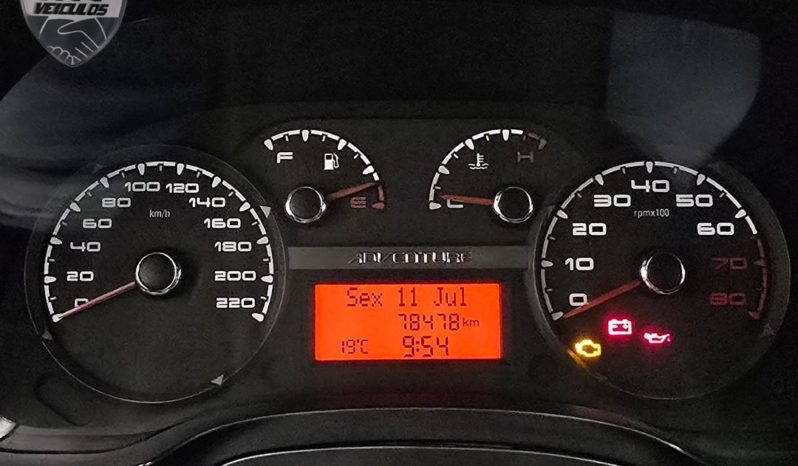 VEÍCULOS
F
E
C
H
0
20
40
60
80
100
120
140
160
180
200
220
km/h
0
10
20
30
40
50
60
70
80
rpmx100
ADVENTURE
Sex 11 Jul
78478 km
19°C 9:54